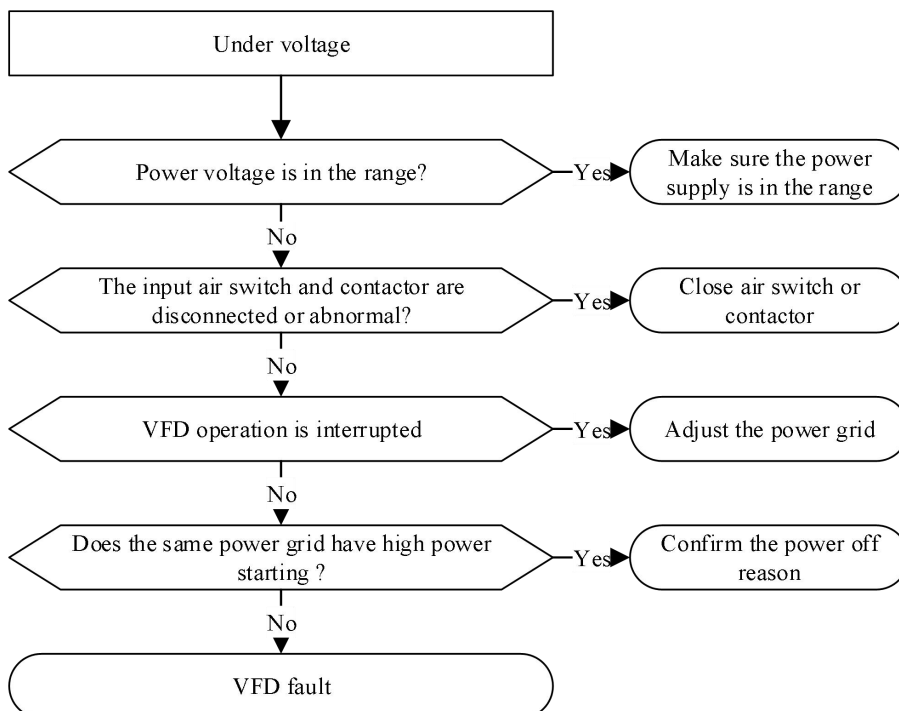 Under voltage
Power voltage is in the range?
Yes
Make sure the power
supply is in the range
No
The input air switch and contactor are
disconnected or abnormal?
Yes
Close air switch or
contactor
No
VFD operation is interrupted
Yes
Adjust the power grid
No
Does the same power grid have high power
starting ?
Yes
Confirm the power off
reason
No
VFD fault